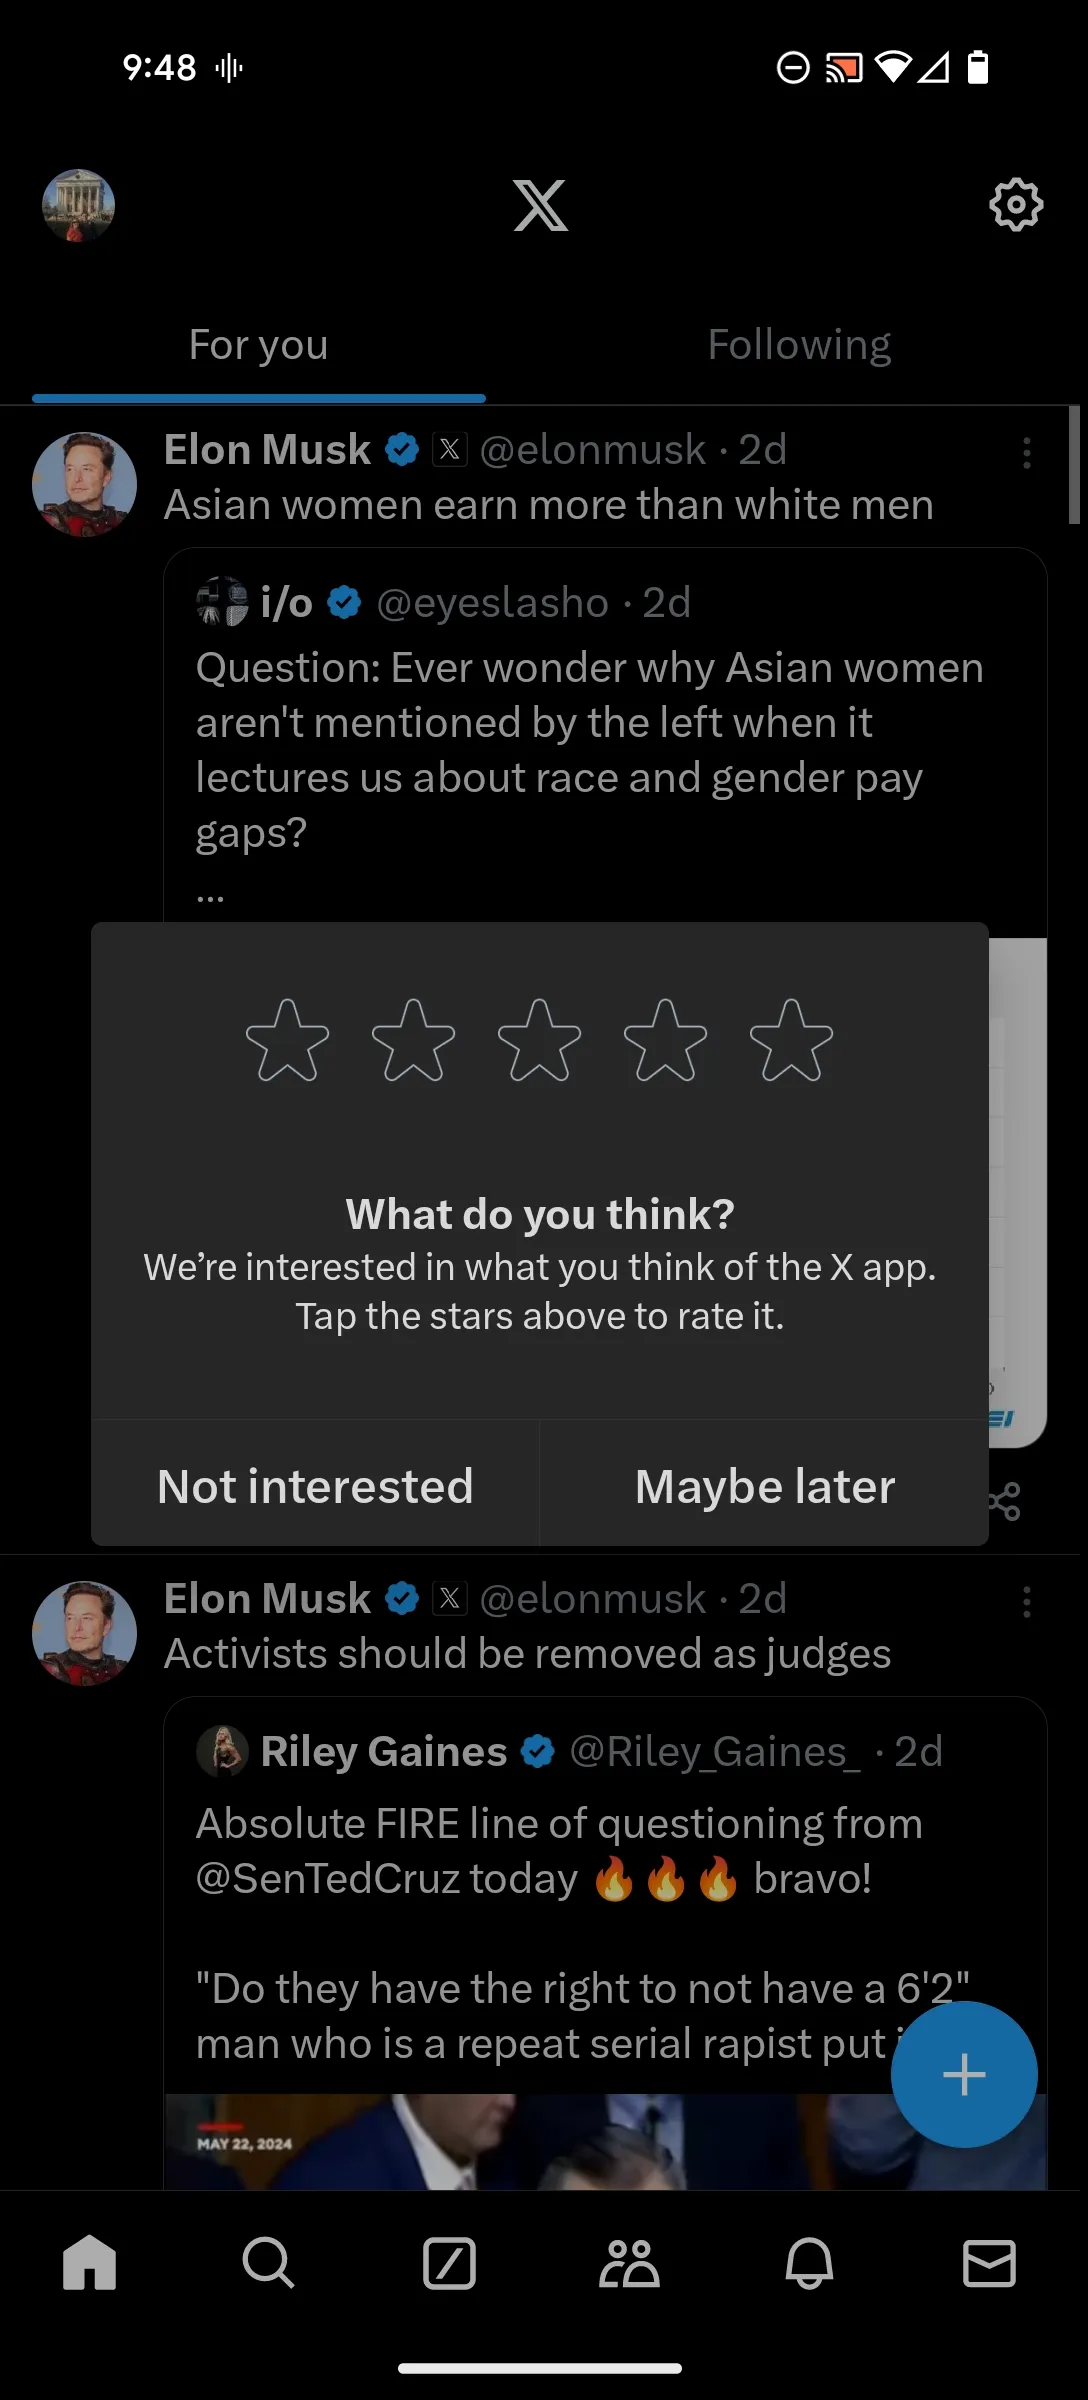 9:48
For you
Following
Elon Musk @elonmusk · 2d
Asian women earn more than white men
i/o @eyeslasho · 2d
Question: Ever wonder why Asian women
aren't mentioned by the left when it
lectures us about race and gender pay
gaps?
...
What do you think?
We’re interested in what you think of the X app.
Tap the stars above to rate it.
Not interested
Maybe later
Elon Musk @elonmusk · 2d
Activists should be removed as judges
Riley Gaines @Riley_Gaines_ · 2d
Absolute FIRE line of questioning from
@SenTedCruz today 🔥🔥🔥 bravo!
"Do they have the right to not have a 6'2"
man who is a repeat serial rapist put
MAY 22, 2024